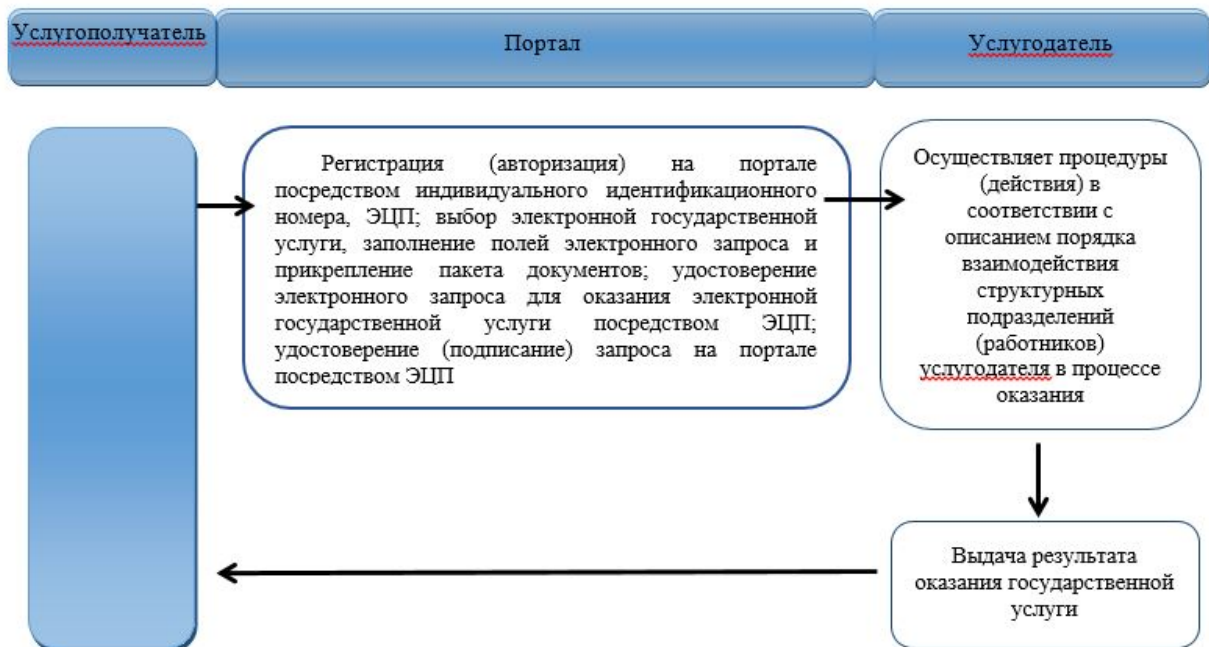 Услугополучатель
Портал
Услугодатель
Регистрация (авторизация) на портале
посредством индивидуального идентификационного
номера, ЭЦП; выбор электронной государственной
услуги, заполнение полей электронного запроса и
прикрепление пакета документов; удостоверение
электронного запроса для оказания электронной
государственной услуги посредством ЭЦП;
удостоверение (подписание) запроса на портале
посредством ЭЦП
Осуществляет процедуры
(действия) в
соответствии с
описанием порядка
взаимодействия
структурных
подразделений
(работников)
услугодателя в процессе
оказания
Выдача результата
оказания государственной
услуги